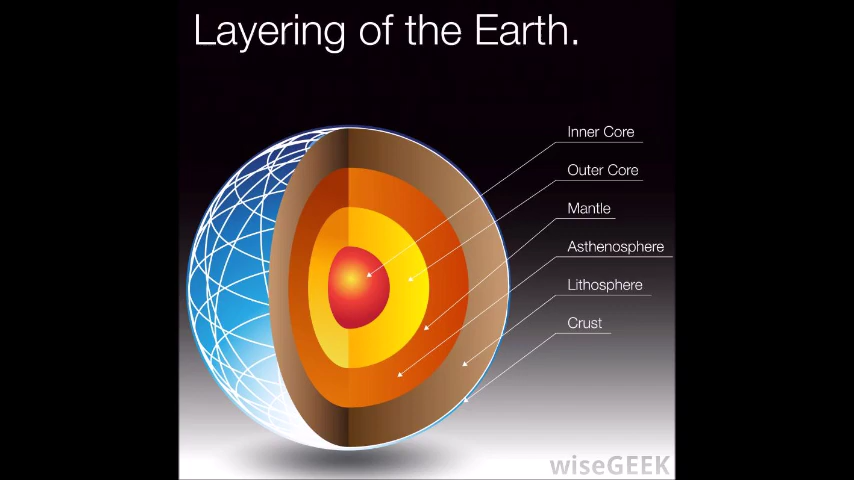 Layering of the Earth.
Inner Core
Outer Core
Mantle
Asthenosphere
Lithosphere
Crust
wiseGEEK